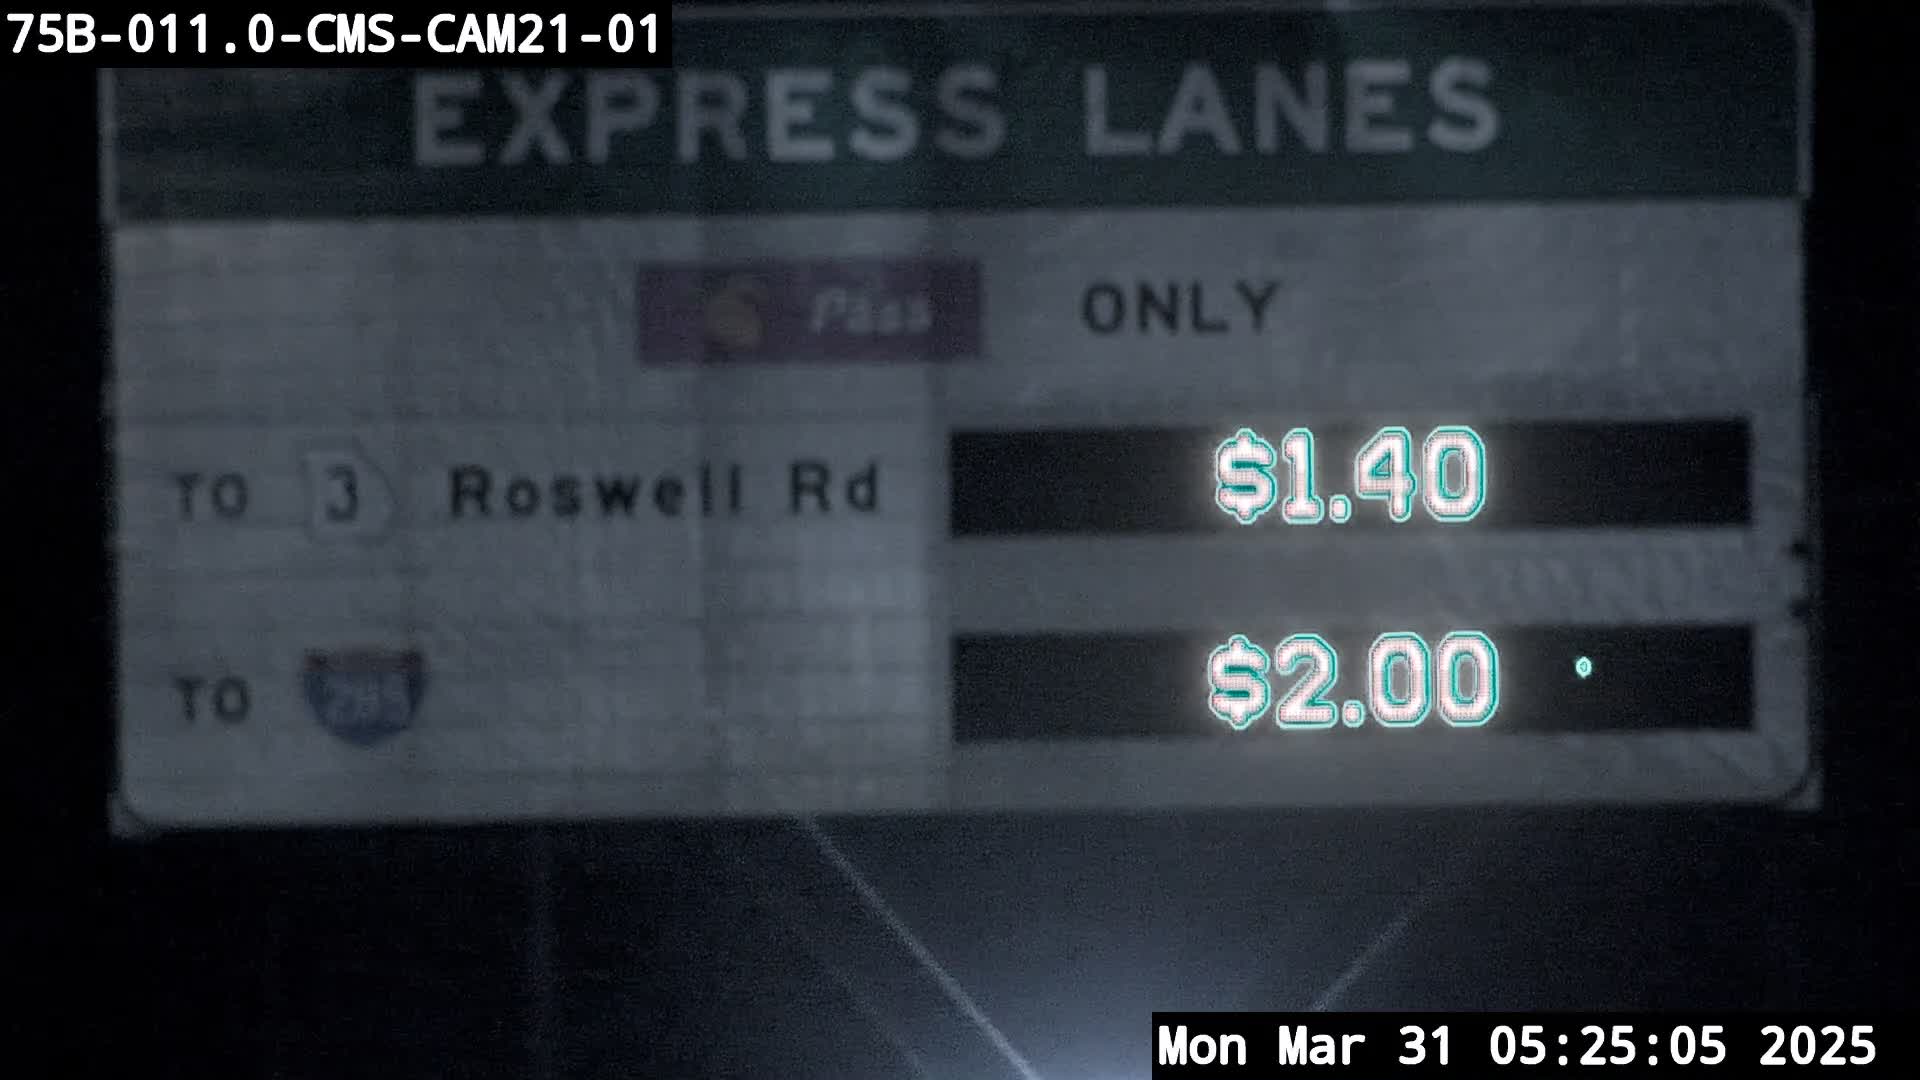 75B-011.0-CMS-CAM21-01
EXPRESS LANES
Pass ONLY
TO 3 Roswell Rd $1.40
TO 285 $2.00
Mon Mar 31 05:25:05 2025